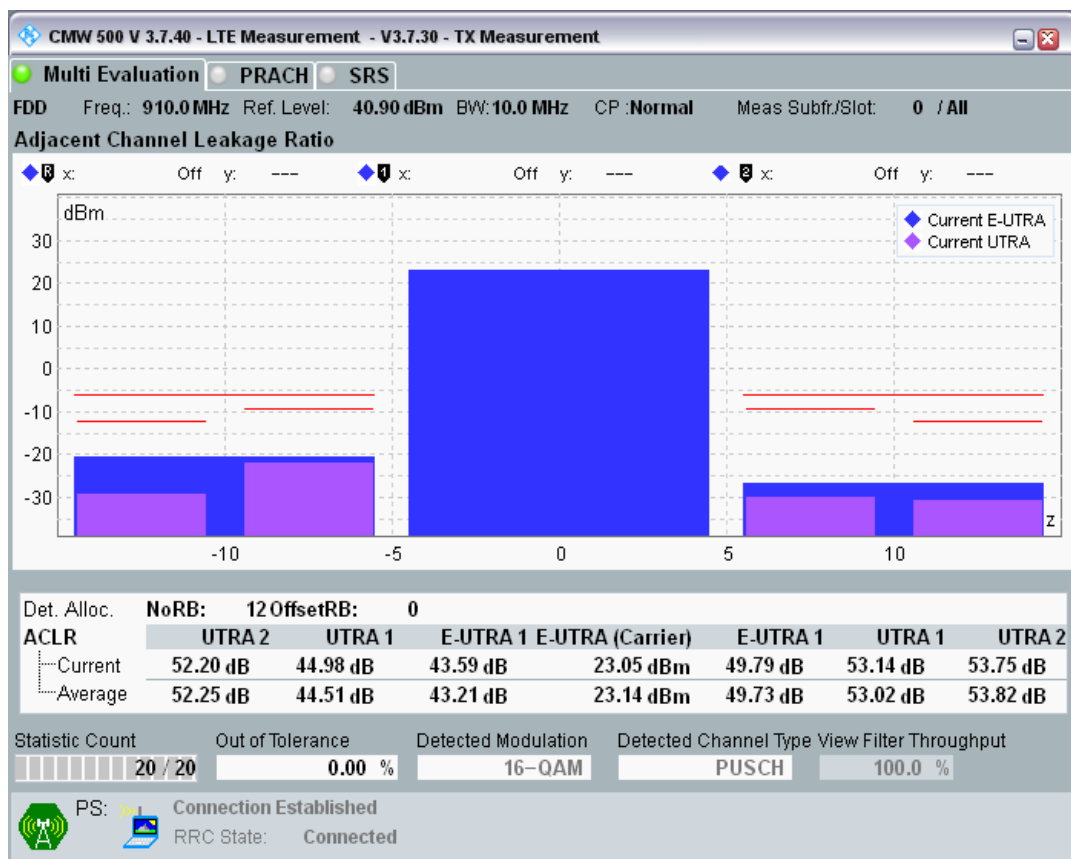 CMW 500 V 3.7.40 - LTE Measurement - V3.7.30 - TX Measurement
Multi Evaluation PRACH SRS
FDD Freq.: 910.0 MHz Ref. Level: 40.90 dBm BW: 10.0 MHz CP :Normal Meas Subfr./Slot: 0 / All
Adjacent Channel Leakage Ratio
R x: Off y: --- 1 x: Off y: --- 2 x: Off y: ---
dBm
Current E-UTRA
Current UTRA
30
20
10
0
-10
-20
-30
z
-10 -5 0 5 10
Det. Alloc. NoRB: 12 OffsetRB: 0
ACLR UTRA 2 UTRA 1 E-UTRA 1 E-UTRA (Carrier) E-UTRA 1 UTRA 1 UTRA 2
Current 52.20 dB 44.98 dB 43.59 dB 23.05 dBm 49.79 dB 53.14 dB 53.75 dB
Average 52.25 dB 44.51 dB 43.21 dB 23.14 dBm 49.73 dB 53.02 dB 53.82 dB
Statistic Count Out of Tolerance Detected Modulation Detected Channel Type View Filter Throughput
20 / 20 0.00 % 16-QAM PUSCH 100.0 %
PS: Connection Established
RRC State: Connected